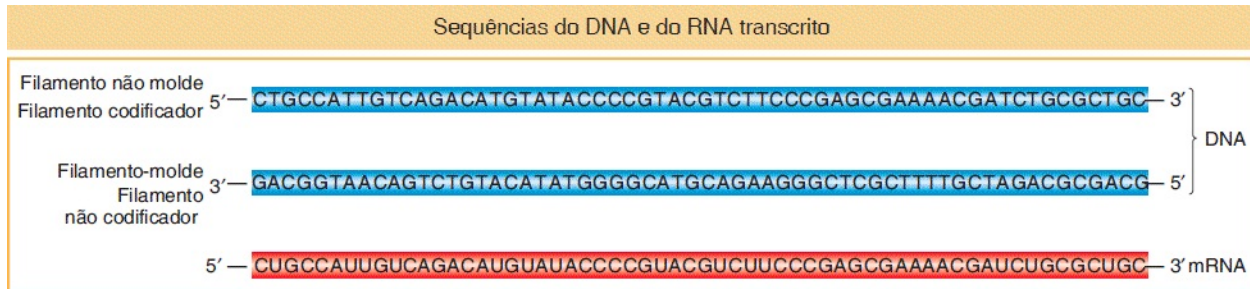 Sequências do DNA e do RNA transcrito
Filamento não molde
Filamento codificador
5′— CTGCCATTGTCAGACATGTATACCCCGTACGTCTTCCCGAGCGAAAACGATCTGCGCTGC — 3′
DNA
Filamento-molde
Filamento
não codificador
3′— GACGGTAACAGTCTGTACATATGGGGCATGCAGAAGGGCTCGCTTTTGCTAGACGCGACG — 5′
5′ — CUGCCAUUGUCAGACAUGUAUACCCCGUACGUCUUCCCGAGCGAAAACGAUCUGCGCUGC — 3′ mRNA